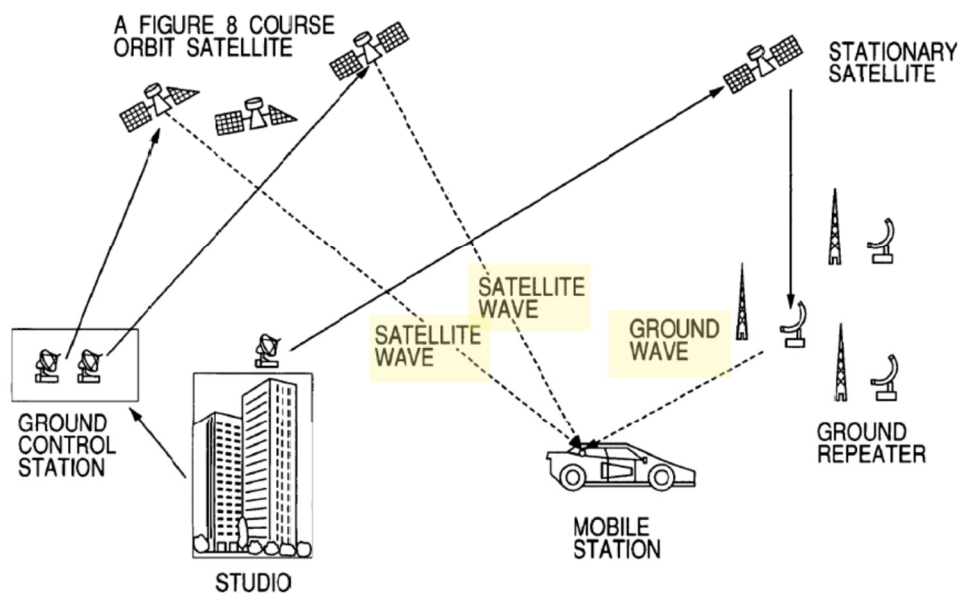 A FIGURE 8 COURSE
ORBIT SATELLITE
STATIONARY
SATELLITE
SATELLITE
WAVE
SATELLITE
WAVE
GROUND
WAVE
GROUND
CONTROL
STATION
GROUND
REPEATER
MOBILE
STATION
STUDIO